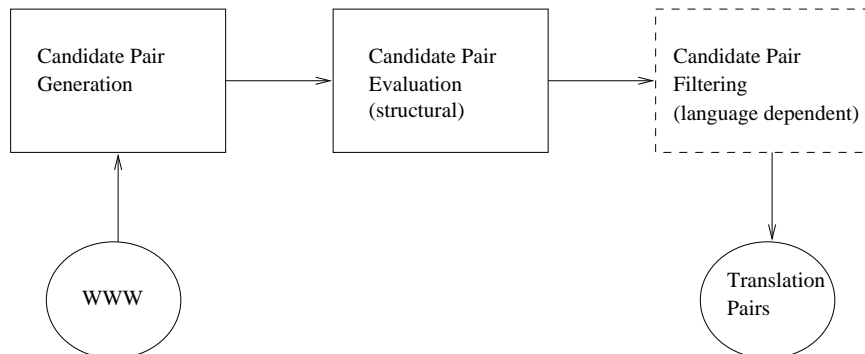 Candidate Pair
Generation
Candidate Pair
Evaluation
(structural)
Candidate Pair
Filtering
(language dependent)
WWW
Translation
Pairs